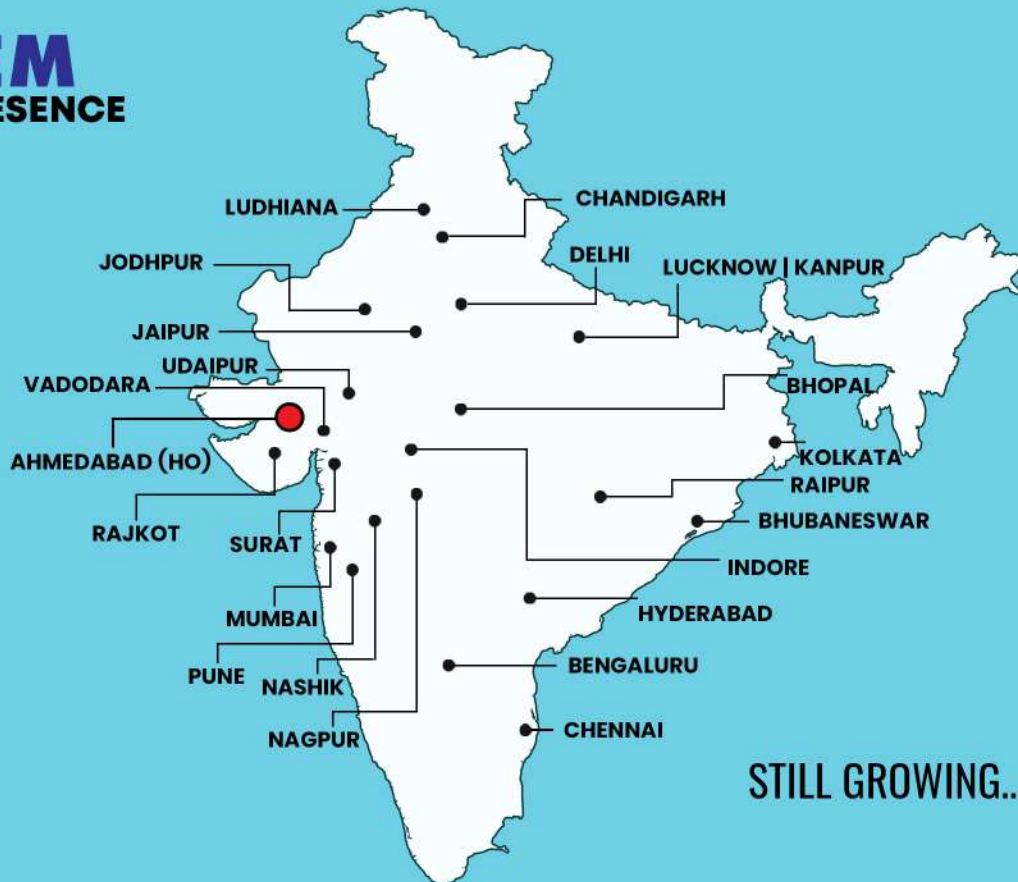 EM
ESENCE
LUDHIANA
CHANDIGARH
JODHPUR
DELHI
LUCKNOW | KANPUR
JAIPUR
UDAIPUR
VADODARA
BHOPAL
AHMEDABAD (HO)
KOLKATA
RAIPUR
RAJKOT
SURAT
BHUBANESWAR
INDORE
MUMBAI
HYDERABAD
PUNE
NASHIK
BENGALURU
NAGPUR
CHENNAI
STILL GROWING..